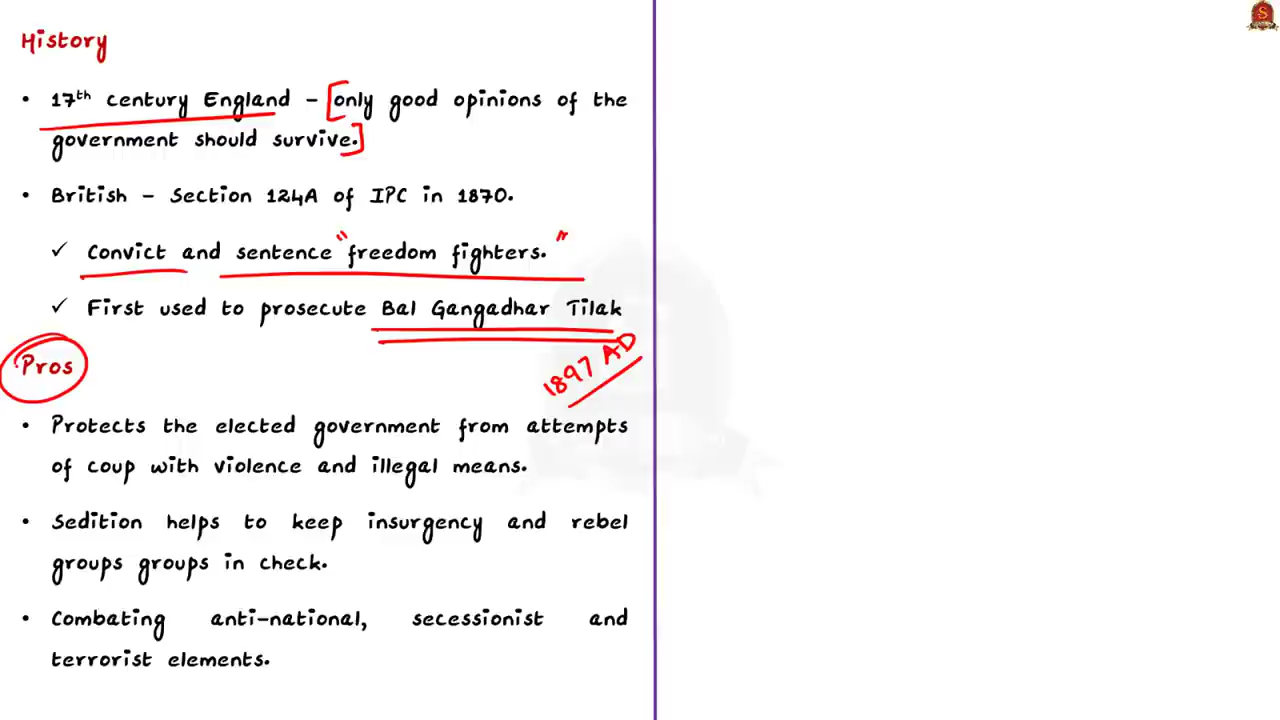 History
• 17th century England – [only good opinions of the
government should survive.]
• British – Section 124A of IPC in 1870.
✓ Convict and sentence "freedom fighters."
✓ First used to prosecute Bal Gangadhar Tilak
1897 AD
Pros
• Protects the elected government from attempts
of coup with violence and illegal means.
• Sedition helps to keep insurgency and rebel
groups groups in check.
• Combating anti-national, secessionist and
terrorist elements.